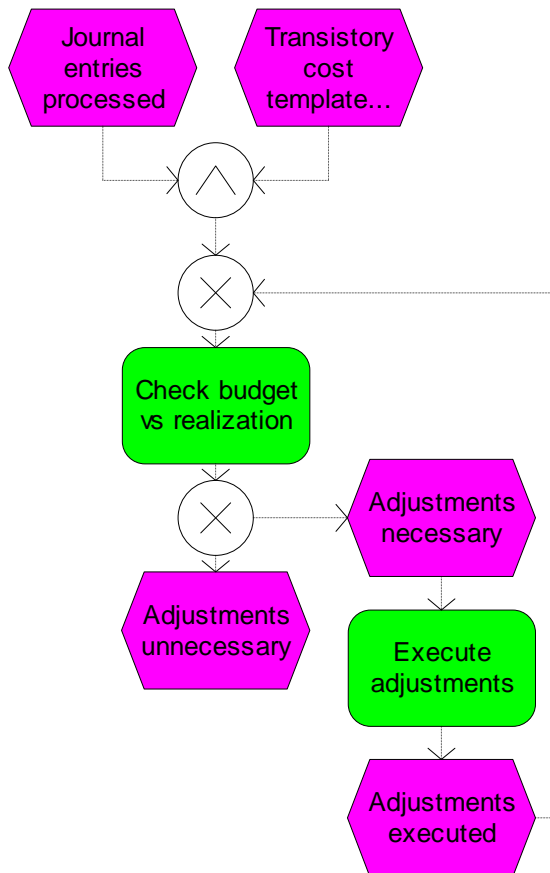 Journal
entries
processed
Transistory
cost
template...
Check budget
vs realization
Adjustments
necessary
Adjustments
unnecessary
Execute
adjustments
Adjustments
executed